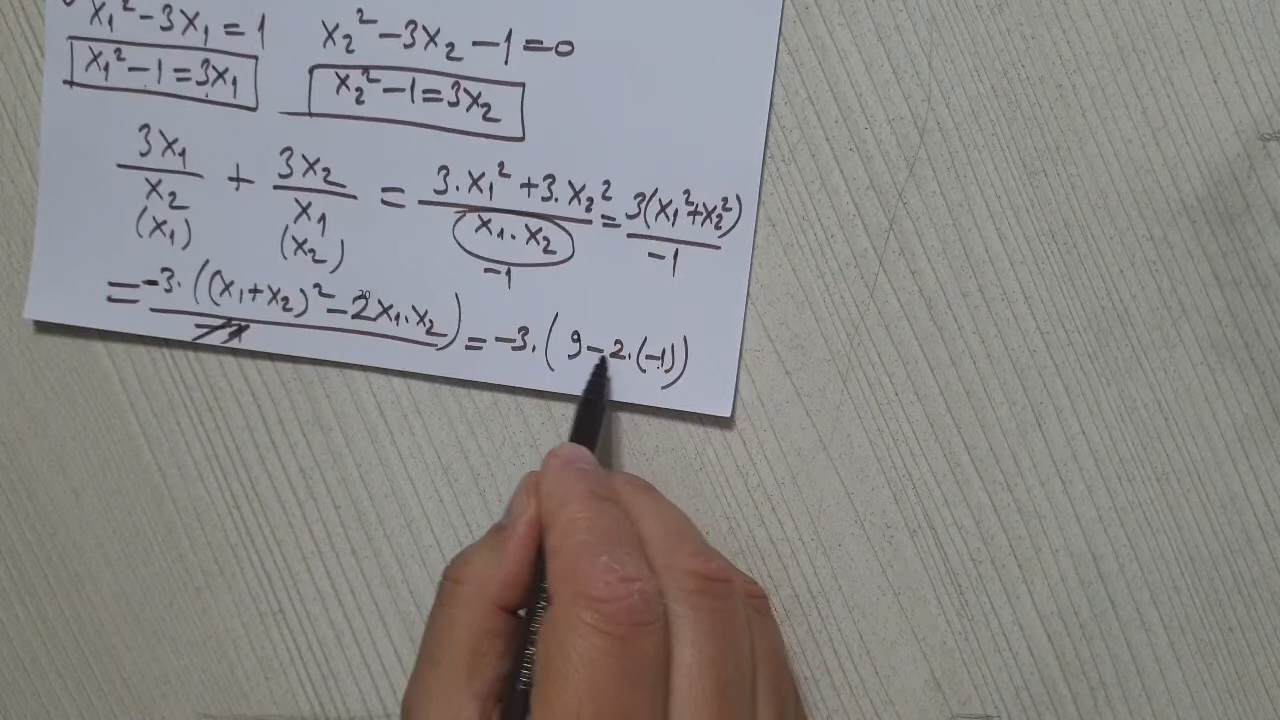 x₁² - 3x₁ = 1 x₂² - 3x₂ - 1 = 0
x₁² - 1 = 3x₁ x₂² - 1 = 3x₂
3x₁/x₂ (x₁) + 3x₂/x₁ (x₂) = (3·x₁² + 3·x₂²)/(x₁·x₂) = 3(x₁² + x₂²)/-1
-1
= -3·((x₁+x₂)² - 2x₁·x₂) = -3·(9 - 2·(-1))